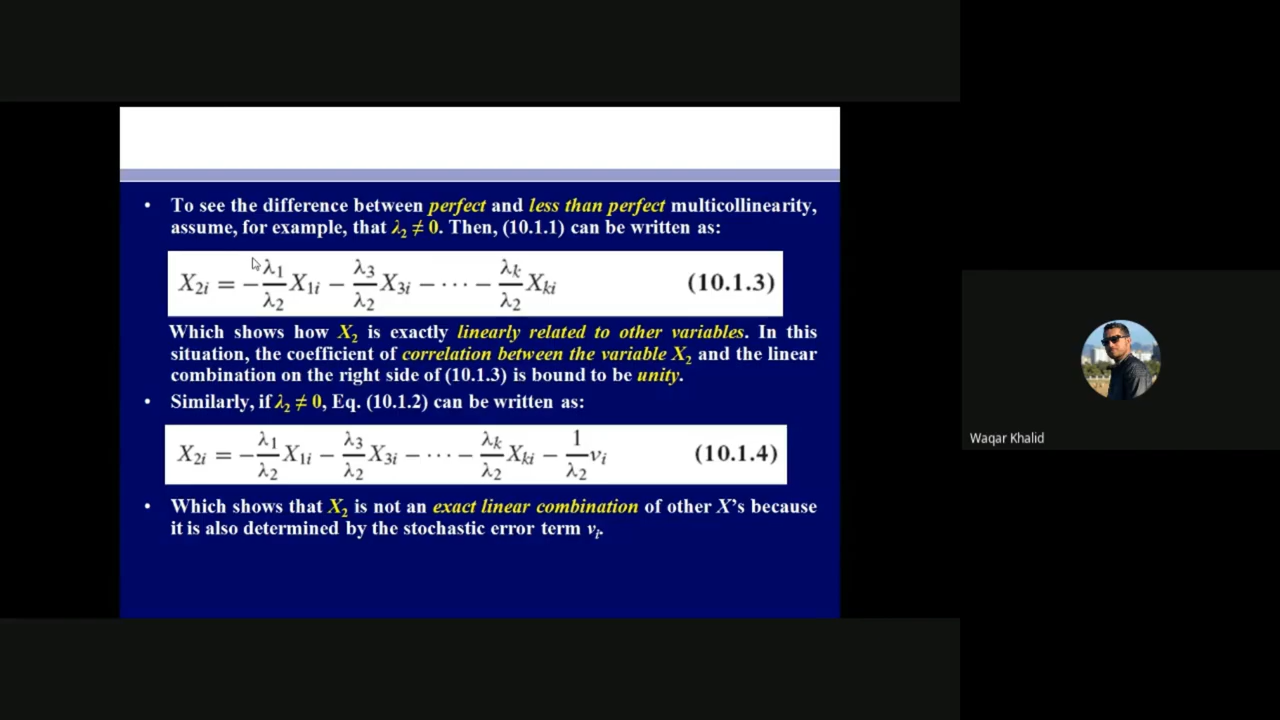 • To see the difference between perfect and less than perfect multicollinearity,
assume, for example, that λ₂ ≠ 0. Then, (10.1.1) can be written as:
X₂ᵢ = −λ₁/λ₂ X₁ᵢ − λ₃/λ₂ X₃ᵢ − ··· − λₖ/λ₂ Xₖᵢ (10.1.3)
Which shows how X₂ is exactly linearly related to other variables. In this
situation, the coefficient of correlation between the variable X₂ and the linear
combination on the right side of (10.1.3) is bound to be unity.
• Similarly, if λ₂ ≠ 0, Eq. (10.1.2) can be written as:
X₂ᵢ = −λ₁/λ₂ X₁ᵢ − λ₃/λ₂ X₃ᵢ − ··· − λₖ/λ₂ Xₖᵢ − 1/λ₂ vᵢ (10.1.4)
• Which shows that X₂ is not an exact linear combination of other X’s because
it is also determined by the stochastic error term vᵢ.
Waqar Khalid